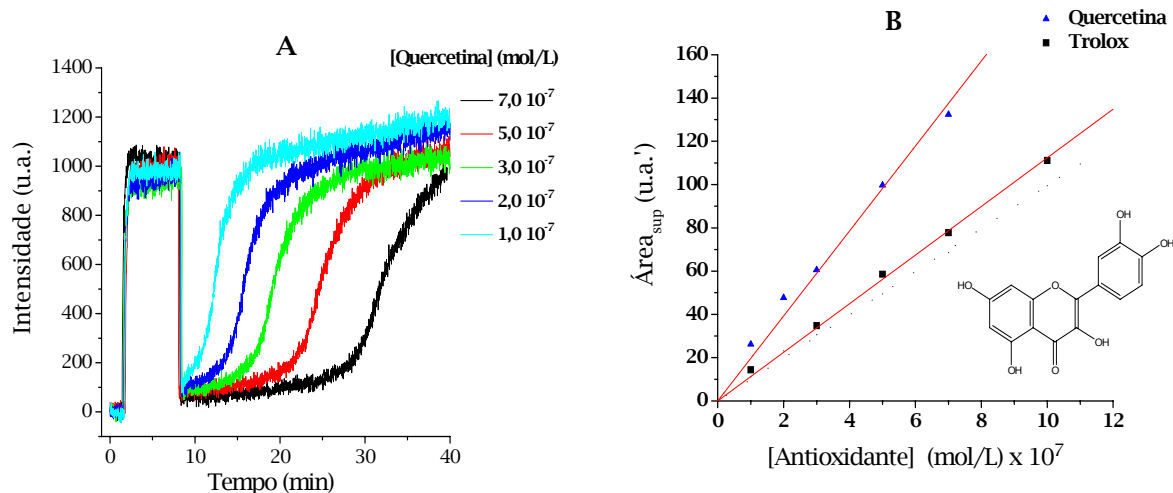 A
[Quercetina] (mol/L)
7,0 10⁻⁷
5,0 10⁻⁷
3,0 10⁻⁷
2,0 10⁻⁷
1,0 10⁻⁷
Intensidade (u.a.)
1400
1200
1000
800
600
400
200
0
0 10 20 30 40
Tempo (min)
B
Quercetina
Trolox
Área_sup (u.a.')
160
140
120
100
80
60
40
20
0
0 2 4 6 8 10 12
[Antioxidante] (mol/L) x 10⁷
OH
OH
HO
O
OH
OH
O